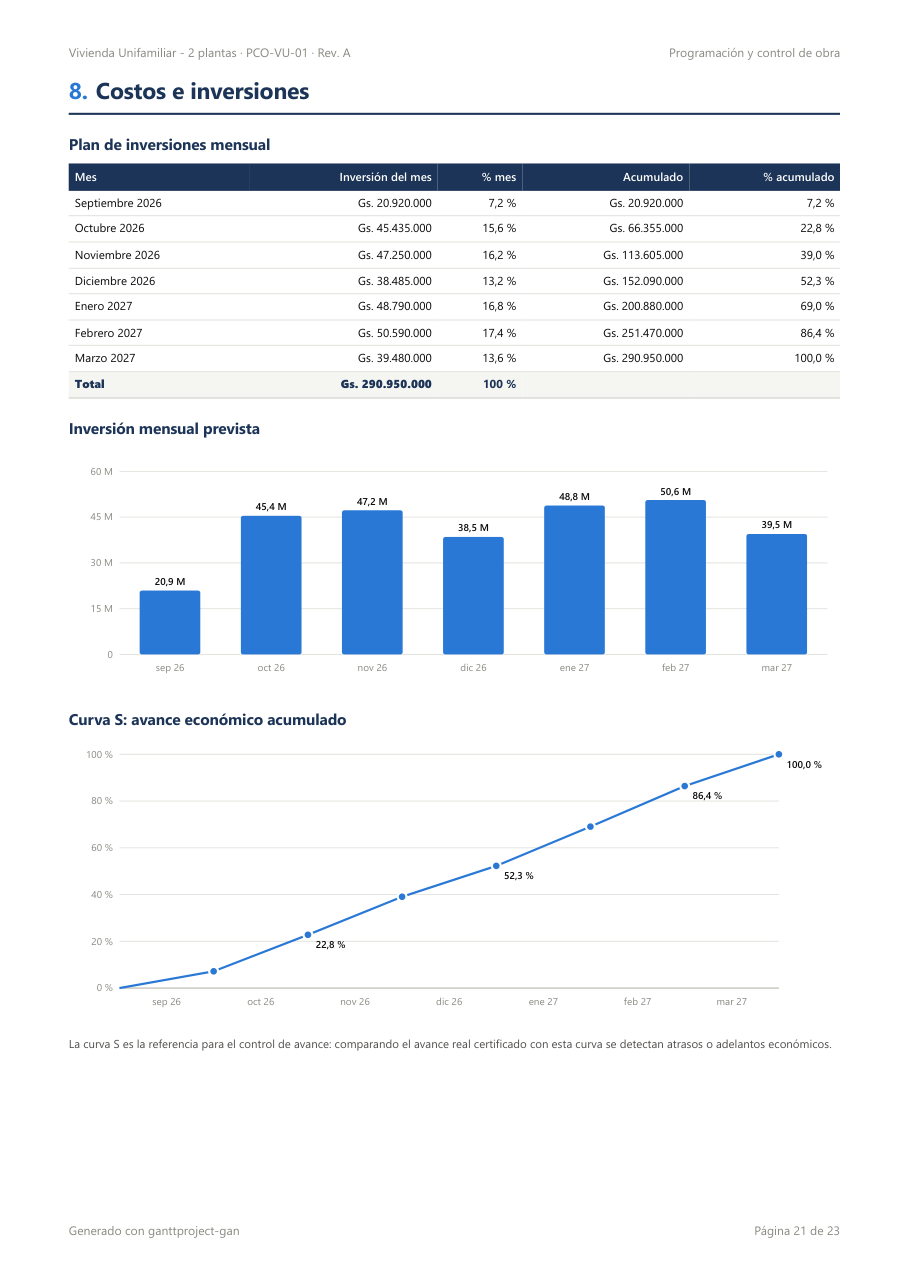 Vivienda Unifamiliar - 2 plantas · PCO-VU-01 · Rev. A Programación y control de obra
8. Costos e inversiones
Plan de inversiones mensual
Mes Inversión del mes % mes Acumulado % acumulado
Septiembre 2026 Gs. 20.920.000 7,2 % Gs. 20.920.000 7,2 %
Octubre 2026 Gs. 45.435.000 15,6 % Gs. 66.355.000 22,8 %
Noviembre 2026 Gs. 47.250.000 16,2 % Gs. 113.605.000 39,0 %
Diciembre 2026 Gs. 38.485.000 13,2 % Gs. 152.090.000 52,3 %
Enero 2027 Gs. 48.790.000 16,8 % Gs. 200.880.000 69,0 %
Febrero 2027 Gs. 50.590.000 17,4 % Gs. 251.470.000 86,4 %
Marzo 2027 Gs. 39.480.000 13,6 % Gs. 290.950.000 100,0 %
Total Gs. 290.950.000 100 %
Inversión mensual prevista
60 M
45 M
30 M
15 M
0
20,9 M 45,4 M 47,2 M 38,5 M 48,8 M 50,6 M 39,5 M
sep 26 oct 26 nov 26 dic 26 ene 27 feb 27 mar 27
Curva S: avance económico acumulado
100 %
80 %
60 %
40 %
20 %
0 %
22,8 % 52,3 % 86,4 % 100,0 %
sep 26 oct 26 nov 26 dic 26 ene 27 feb 27 mar 27
La curva S es la referencia para el control de avance: comparando el avance real certificado con esta curva se detectan atrasos o adelantos económicos.
Generado con ganttproject-gan Página 21 de 23